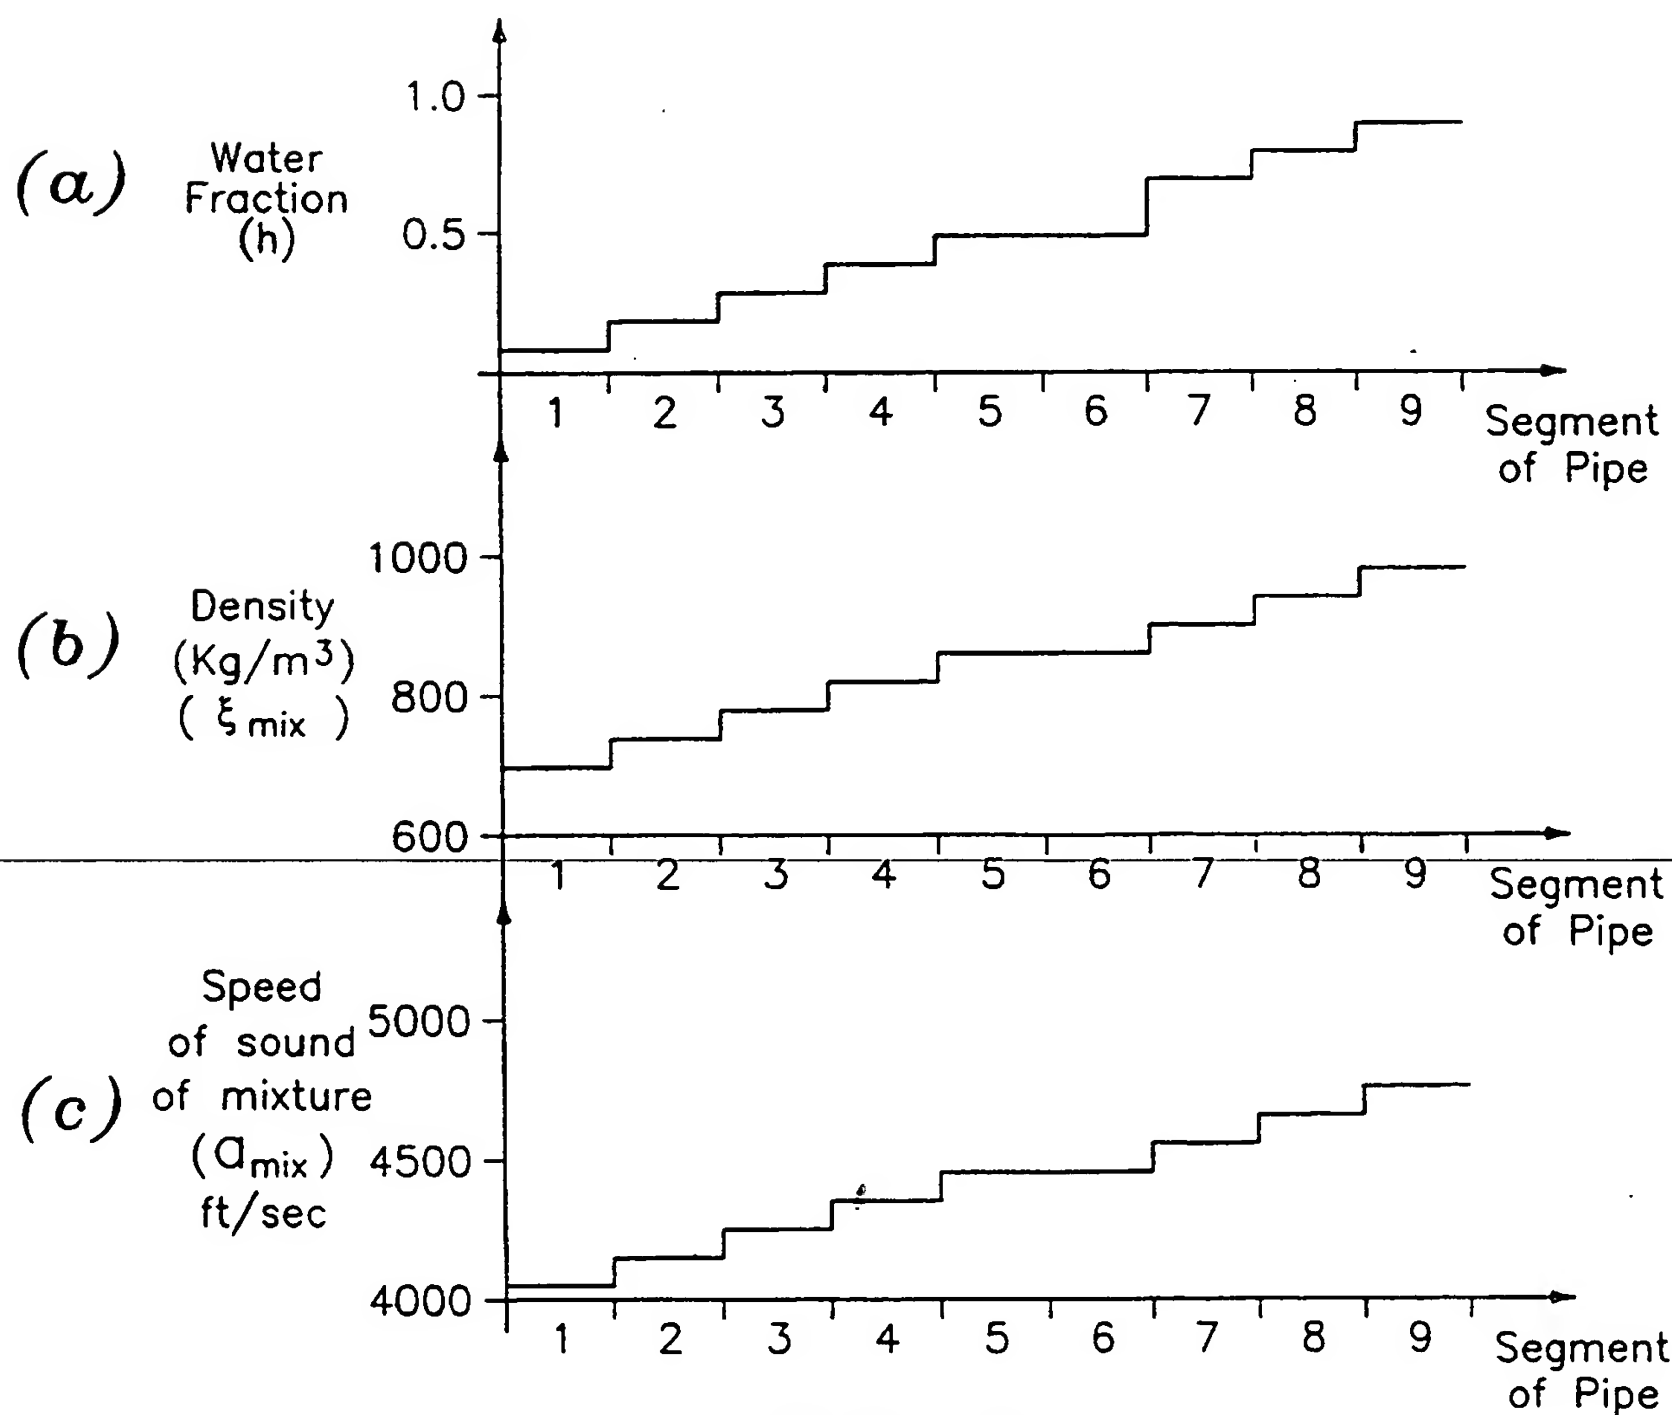 (a)
Water
Fraction
(h)
1.0
0.5
1 2 3 4 5 6 7 8 9
Segment
of Pipe
(b)
Density
(Kg/m³)
( ξ mix )
1000
800
600
1 2 3 4 5 6 7 8 9
Segment
of Pipe
(c)
Speed
of sound
of mixture
(a mix)
ft/sec
5000
4500
4000
1 2 3 4 5 6 7 8 9
Segment
of Pipe